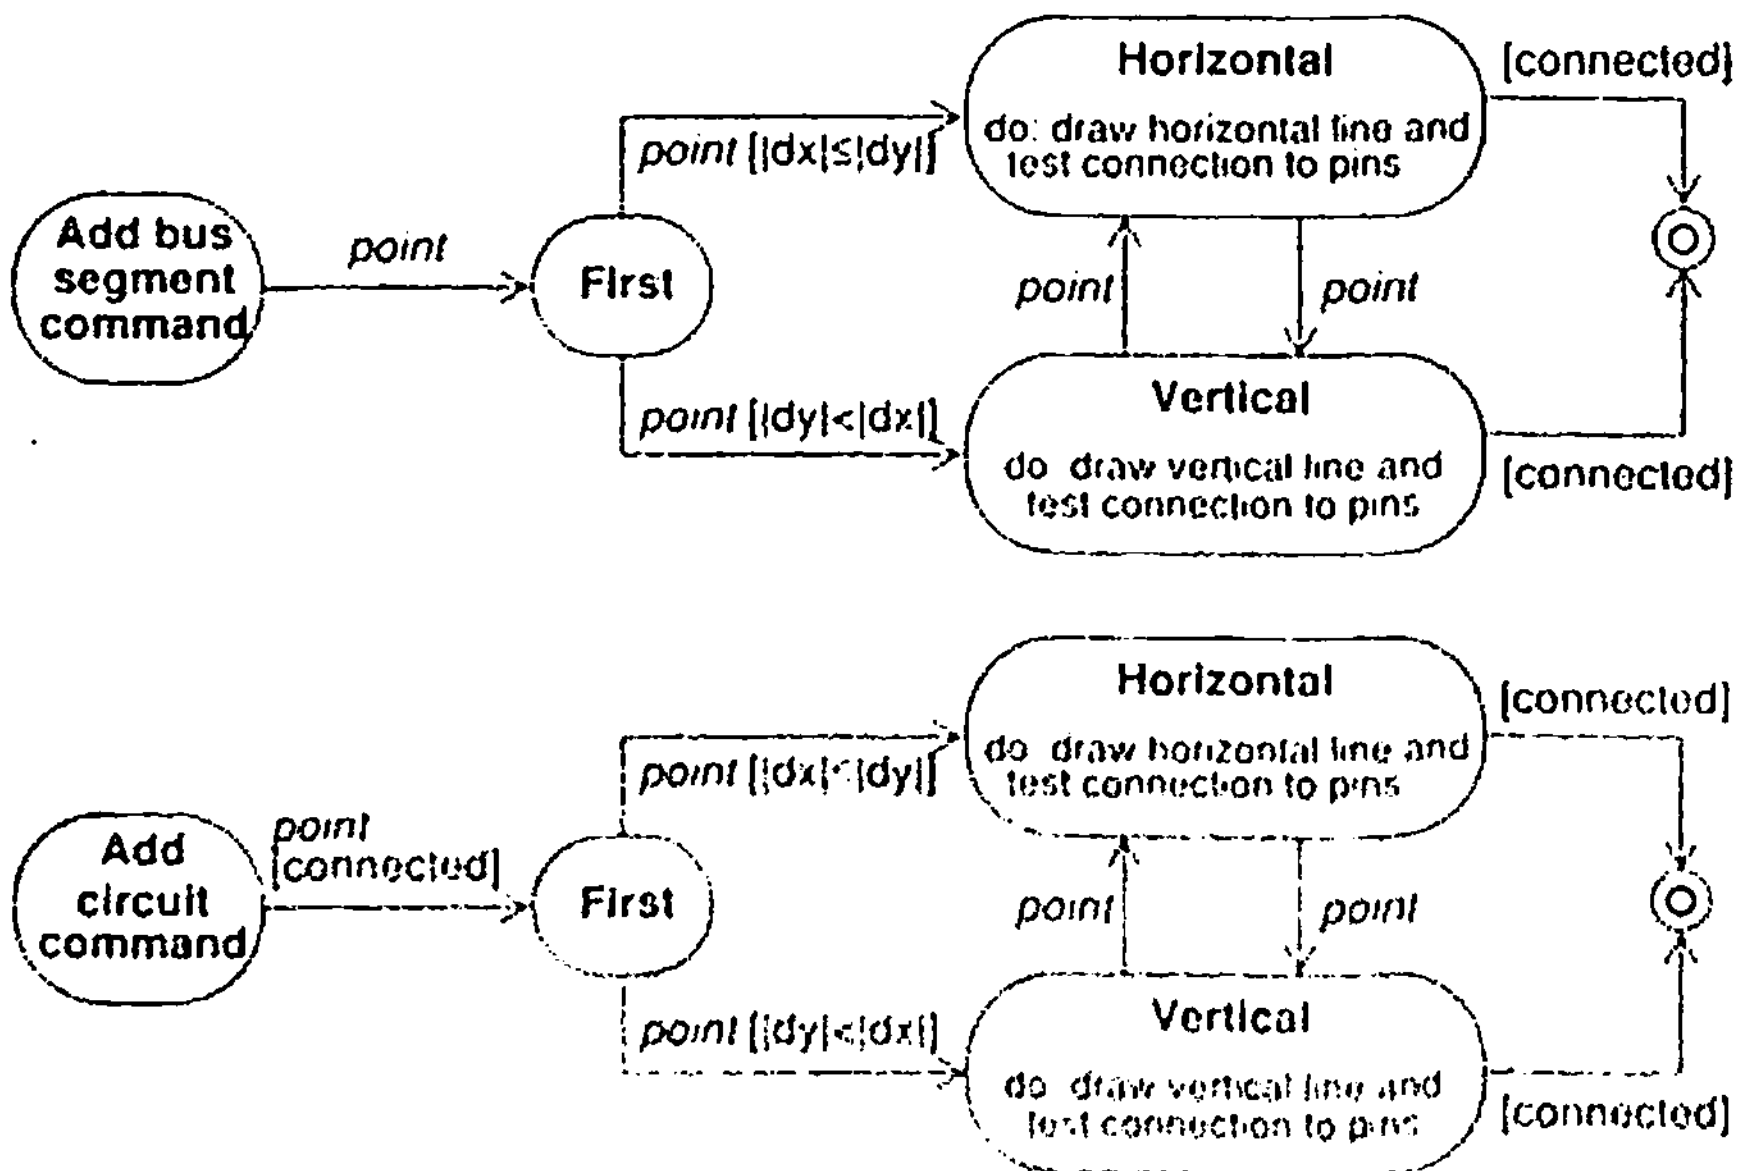 Horizontal
do: draw horizontal line and
test connection to pins
[connected]
point [|dx|≤|dy|]
Add bus
segment
command
point
First
point
point
point [|dy|<|dx|]
Vertical
do draw vertical line and
test connection to pins
[connected]
Horizontal
do draw horizontal line and
test connection to pins
[connected]
point [|dx| |dy|]
Add
circuit
command
point
[connected]
First
point
point
point [|dy|<|dx|]
Vertical
do draw vertical line and
test connection to pins
[connected]